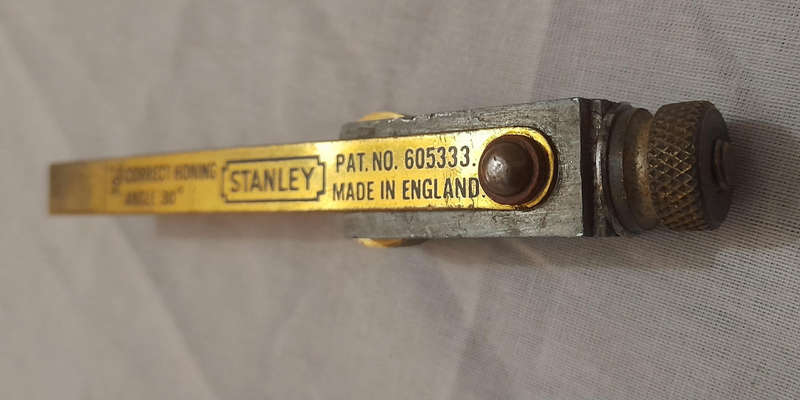 CORRECT HONING
ANGLE 30°
STANLEY
PAT. NO. 605333.
MADE IN ENGLAND